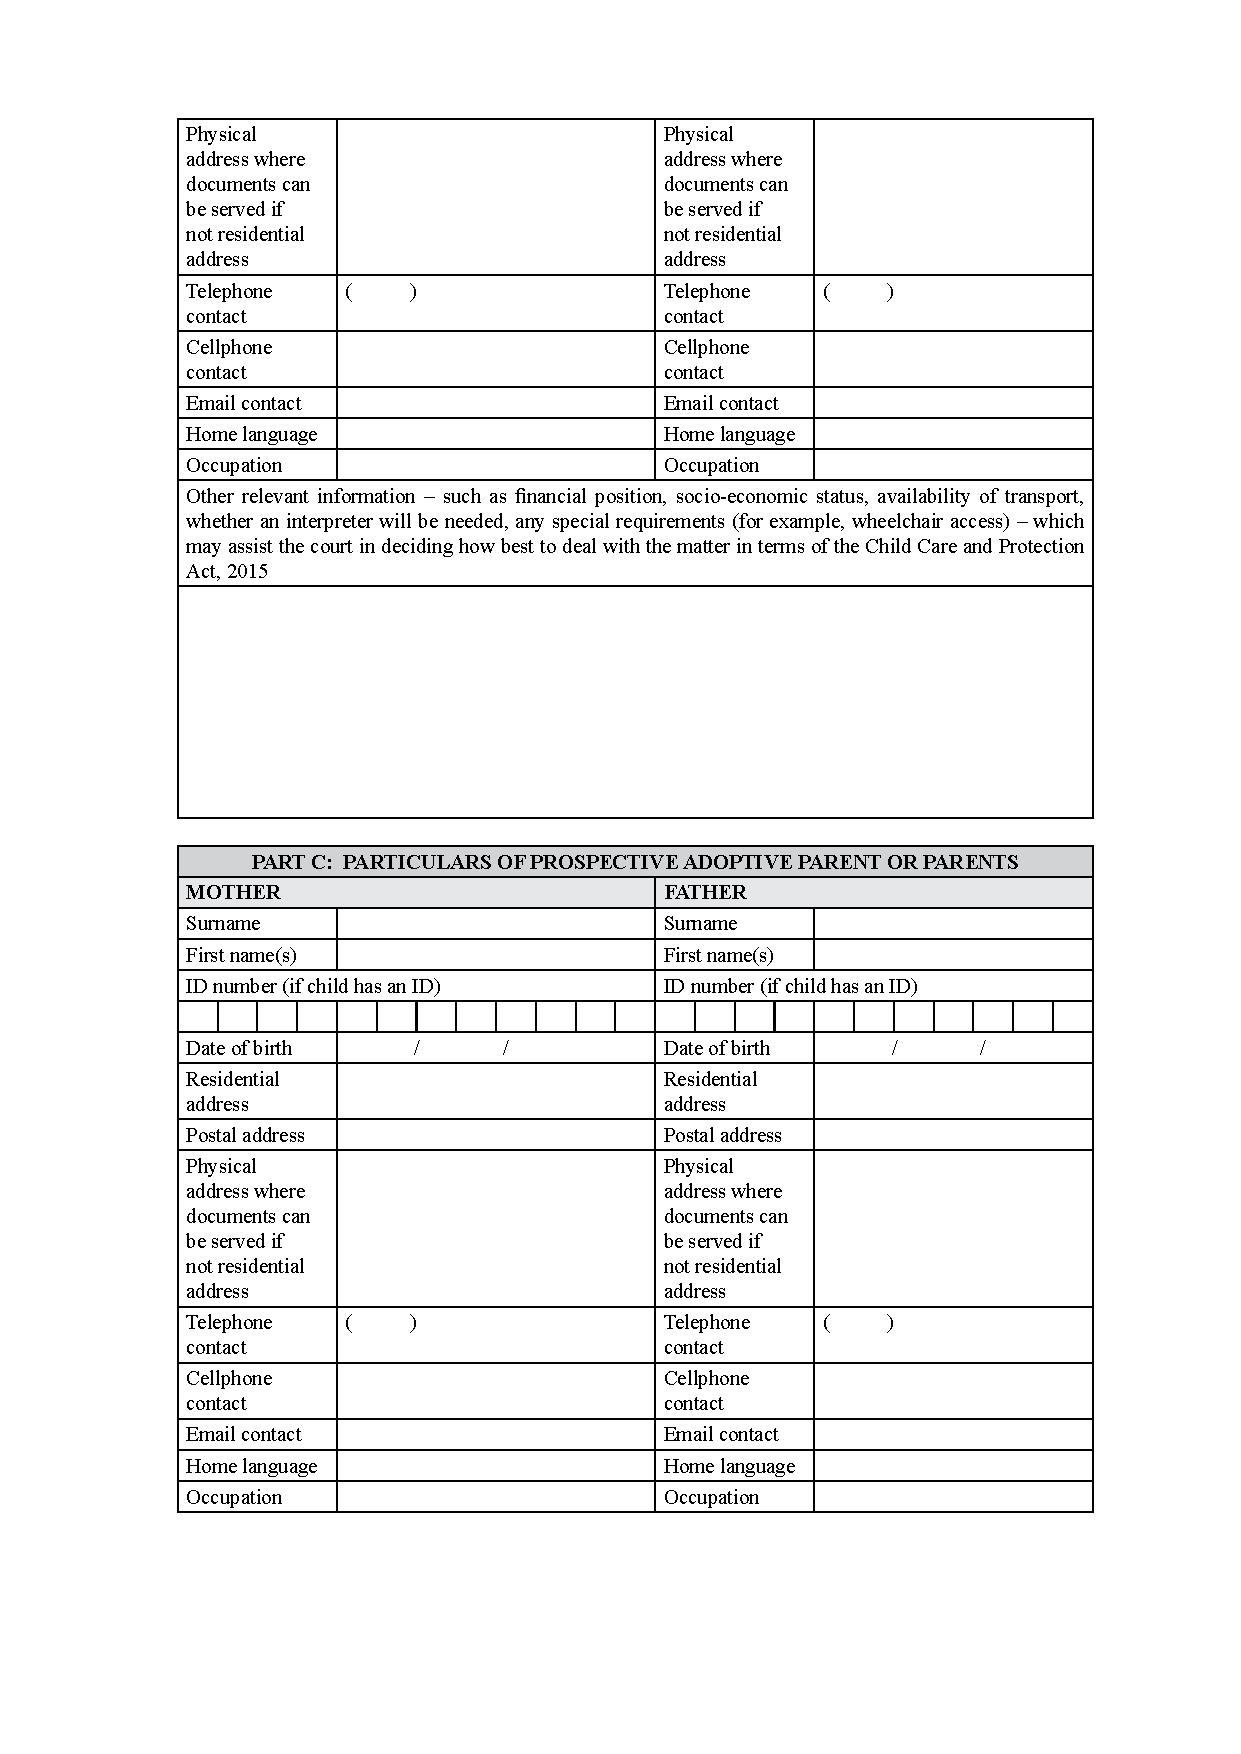 Physical
address where
documents can
be served if
not residential
address
Physical
address where
documents can
be served if
not residential
address
Telephone
contact
( )
Telephone
contact
( )
Cellphone
contact
Cellphone
contact
Email contact
Email contact
Home language
Home language
Occupation
Occupation
Other relevant information – such as financial position, socio-economic status, availability of transport,
whether an interpreter will be needed, any special requirements (for example, wheelchair access) – which
may assist the court in deciding how best to deal with the matter in terms of the Child Care and Protection
Act, 2015
PART C: PARTICULARS OF PROSPECTIVE ADOPTIVE PARENT OR PARENTS
MOTHER
FATHER
Surname
Surname
First name(s)
First name(s)
ID number (if child has an ID)
ID number (if child has an ID)
Date of birth
/ /
Date of birth
/ /
Residential
address
Residential
address
Postal address
Postal address
Physical
address where
documents can
be served if
not residential
address
Physical
address where
documents can
be served if
not residential
address
Telephone
contact
( )
Telephone
contact
( )
Cellphone
contact
Cellphone
contact
Email contact
Email contact
Home language
Home language
Occupation
Occupation